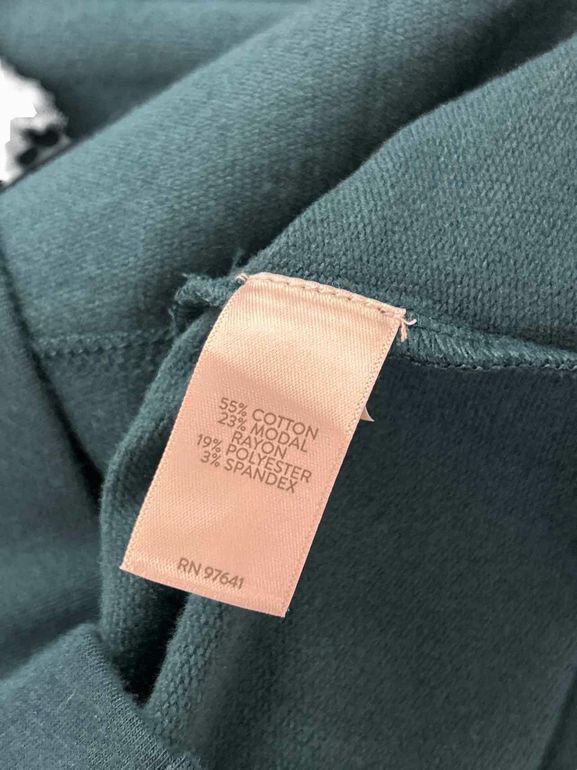 55% COTTON
23% MODAL
RAYON
19% POLYESTER
3% SPANDEX
RN 97641